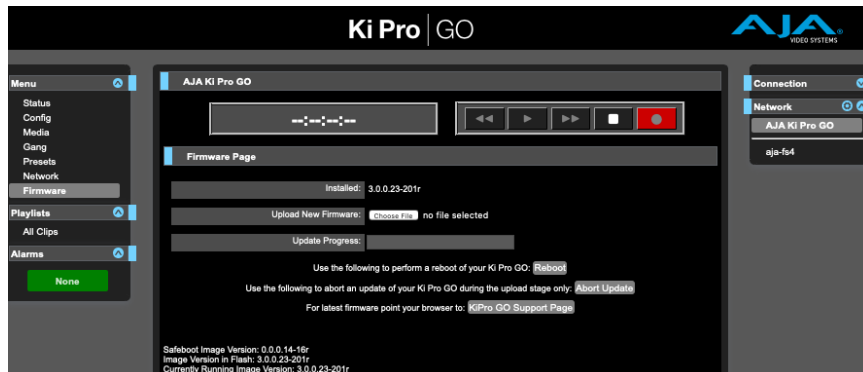 Ki Pro GO
AJA
VIDEO SYSTEMS
Menu
Status
Config
Media
Gang
Presets
Network
Firmware
Playlists
All Clips
Alarms
None
AJA Ki Pro GO
--:--:--:--
Firmware Page
Installed: 3.0.0.23-201r
Upload New Firmware: Choose File no file selected
Update Progress:
Use the following to perform a reboot of your Ki Pro GO: Reboot
Use the following to abort an update of your Ki Pro GO during the upload stage only: Abort Update
For latest firmware point your browser to: KiPro GO Support Page
Safeboot Image Version: 0.0.0.14-16r
Image Version in Flash: 3.0.0.23-201r
Currently Running Image Version: 3.0.0.23-201r
Connection
Network
AJA Ki Pro GO
aja-fs4